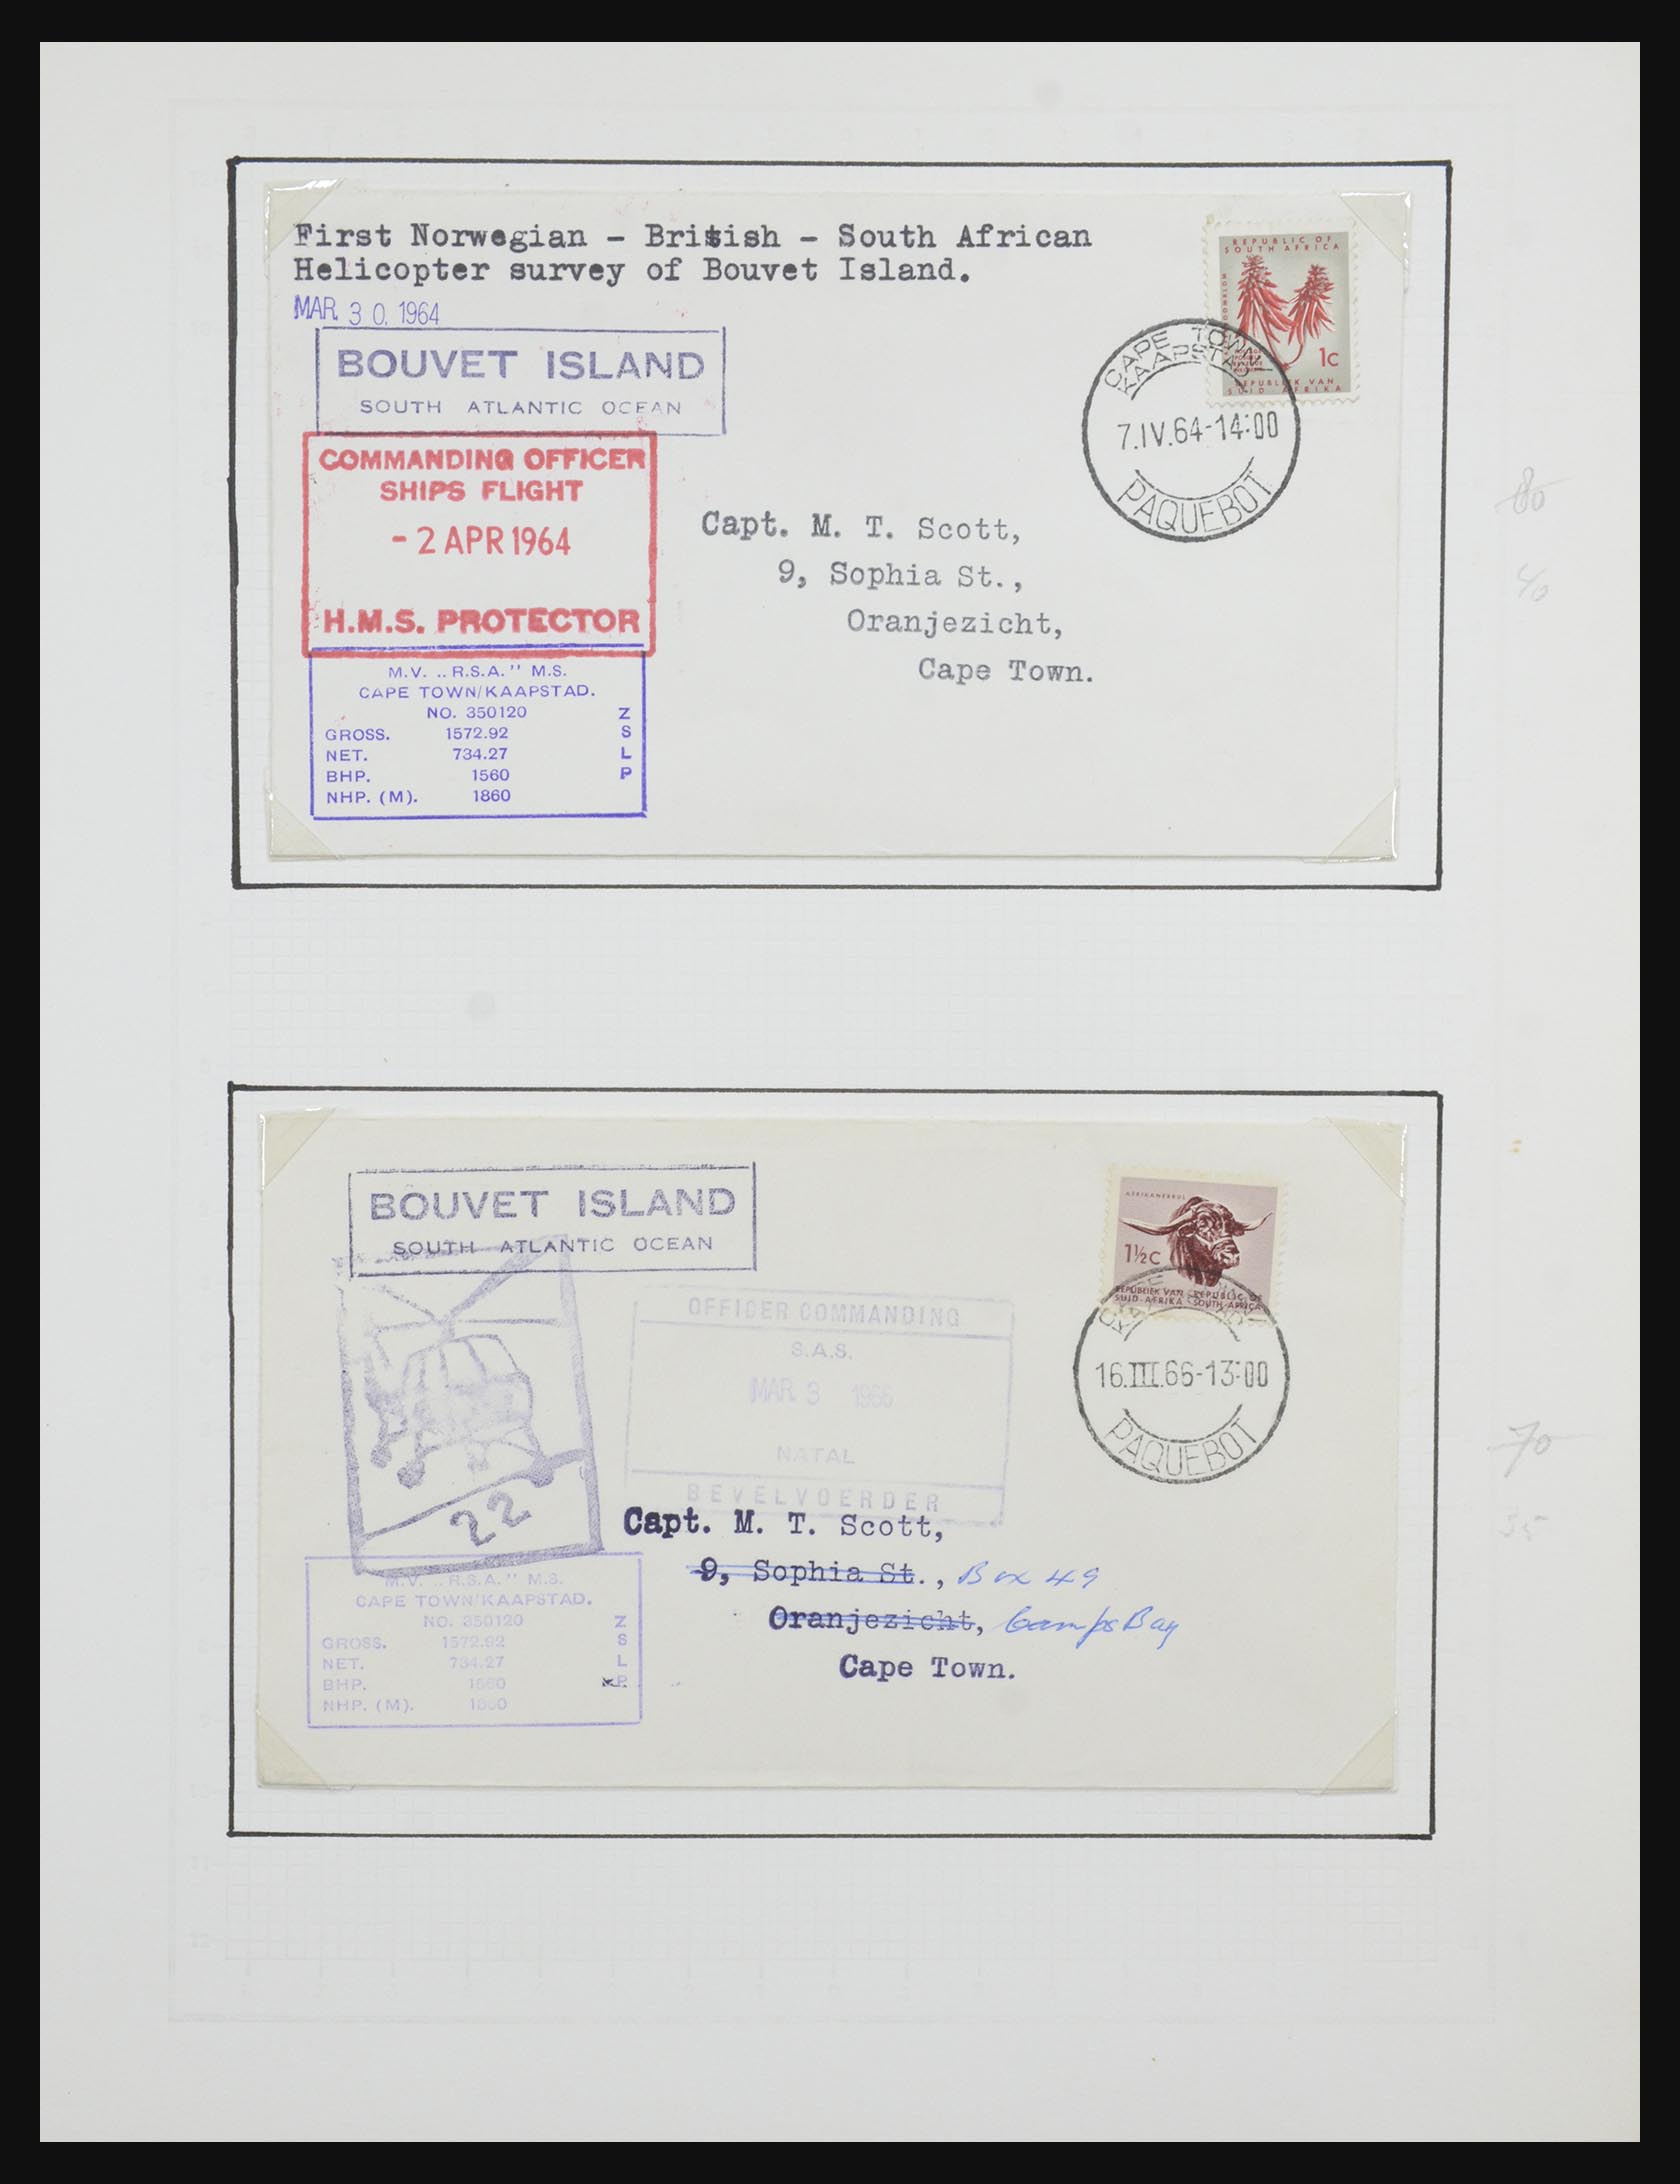 First Norwegian - British - South African
Helicopter survey of Bouvet Island.
MAR. 30. 1964
BOUVET ISLAND
SOUTH ATLANTIC OCEAN
REPUBLIC OF
SOUTH AFRICA
1c
REPUBLIEK VAN
SUID-AFRIKA
CAPE TOWN
KAAPSTAD
7.IV.64-14:00
PAQUEBOT
COMMANDING OFFICER
SHIPS FLIGHT
-2 APR 1964
H.M.S. PROTECTOR
Capt. M. T. Scott,
9, Sophia St.,
Oranjezicht,
Cape Town.
M.V. ,, R.S.A." M.S.
CAPE TOWN/KAAPSTAD.
NO. 350120 Z
GROSS. 1572.92 S
NET. 734.27 L
BHP. 1560 P
NHP. (M). 1860
80
40
BOUVET ISLAND
SOUTH ATLANTIC OCEAN
AFRIKANERBUL
1½c
REPUBLIEK VAN REPUBLIC OF
SUID-AFRIKA SOUTH AFRICA
16.III.66-13:00
PAQUEBOT
OFFICER COMMANDING
S.A.S.
MAR. 3 1966
NATAL
BEVELVOERDER
22
Capt. M. T. Scott,
9, Sophia St., Box 49
Oranjezicht, Camps Bay
Cape Town.
M.V. ,, R.S.A." M.S.
CAPE TOWN/KAAPSTAD.
NO. 350120 Z
GROSS. 1572.92 S
NET. 734.27 L
BHP. 1560 P
NHP. (M). 1860
70
55